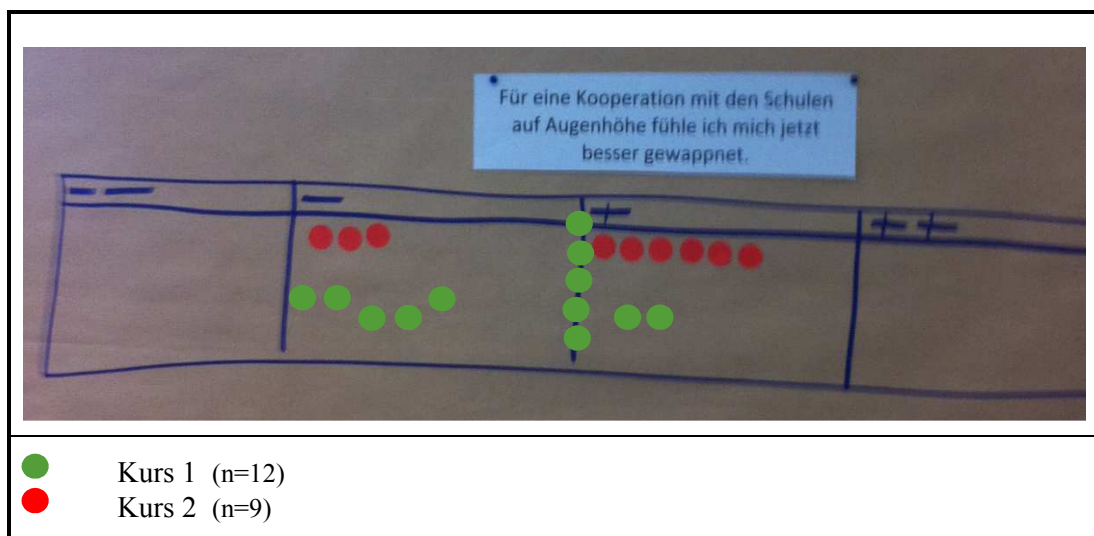 Für eine Kooperation mit den Schulen
auf Augenhöhe fühle ich mich jetzt
besser gewappnet.
-- - + ++
Kurs 1 (n=12)
Kurs 2 (n=9)